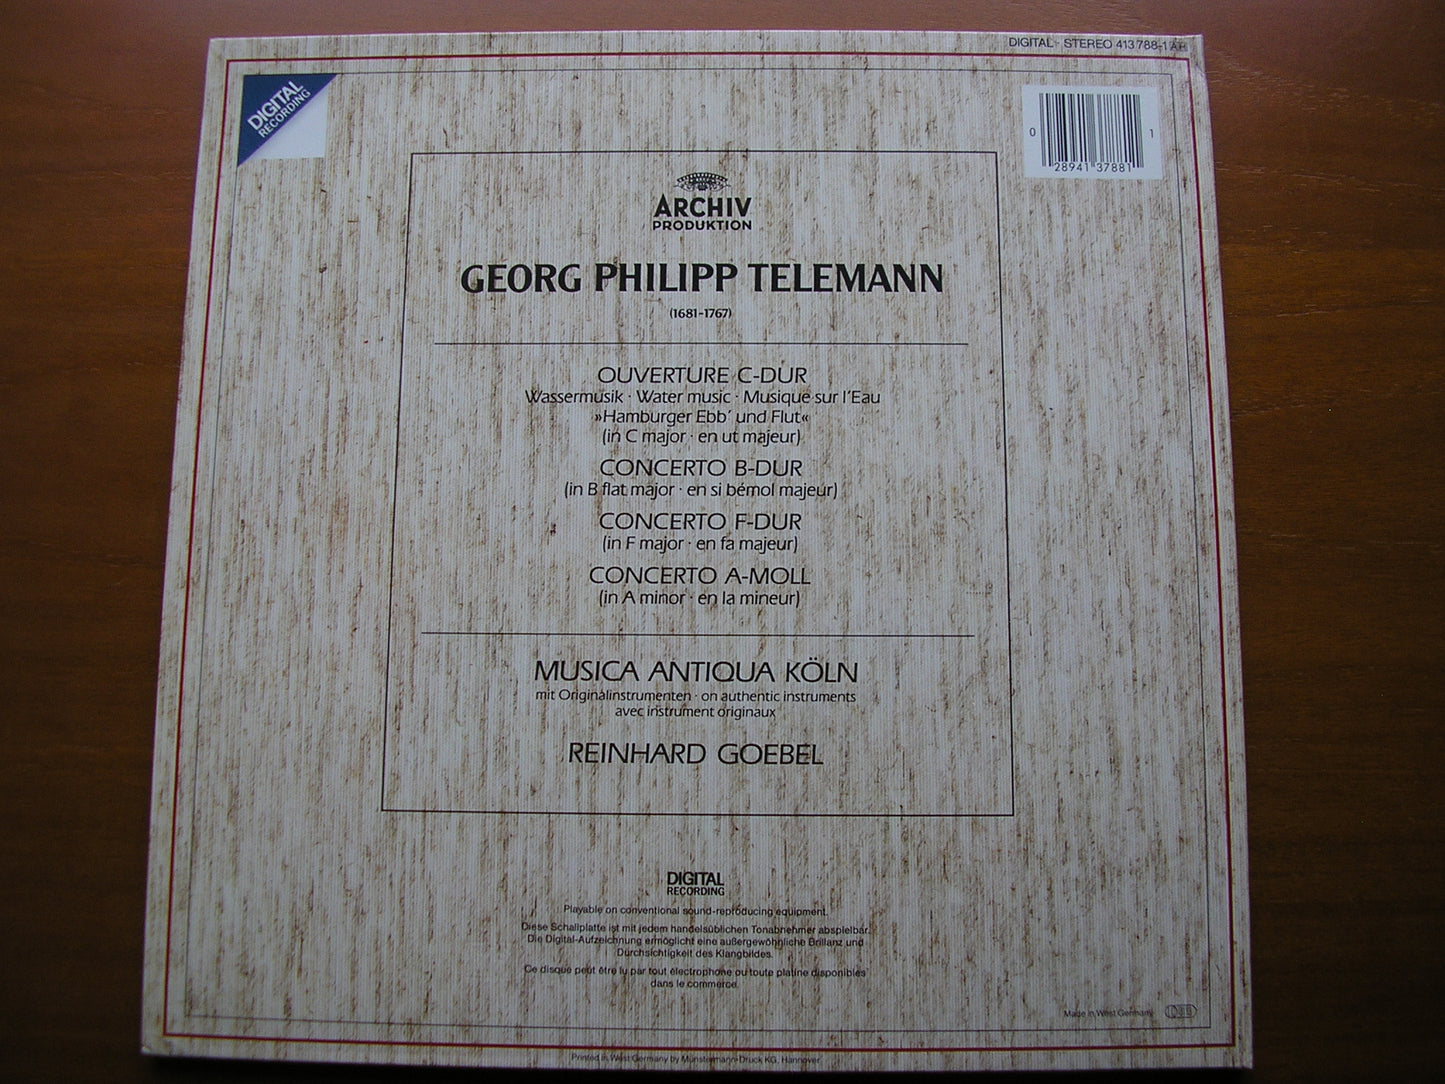 DIGITAL · STEREO 413 788-1 AH
DIGITAL
RECORDING
0 28941 37881 1
ARCHIV
PRODUKTION
GEORG PHILIPP TELEMANN
(1681-1767)
OUVERTURE C-DUR
Wassermusik · Water music · Musique sur l'Eau
»Hamburger Ebb' und Flut«
(in C major · en ut majeur)
CONCERTO B-DUR
(in B flat major · en si bémol majeur)
CONCERTO F-DUR
(in F major · en fa majeur)
CONCERTO A-MOLL
(in A minor · en la mineur)
MUSICA ANTIQUA KÖLN
mit Originalinstrumenten · on authentic instruments
avec instrument originaux
REINHARD GOEBEL
DIGITAL
RECORDING
Playable on conventional sound-reproducing equipment.
Diese Schallplatte ist mit jedem handelsüblichen Tonabnehmer abspielbar.
Die Digital-Aufzeichnung ermöglicht eine außergewöhnliche Brillanz und
Durchsichtigkeit des Klangbildes.
Ce disque peut être lu par tout électrophone ou toute platine disponibles
dans le commerce.
Made in West Germany
Printed in West Germany by Münstermann-Druck KG, Hannover